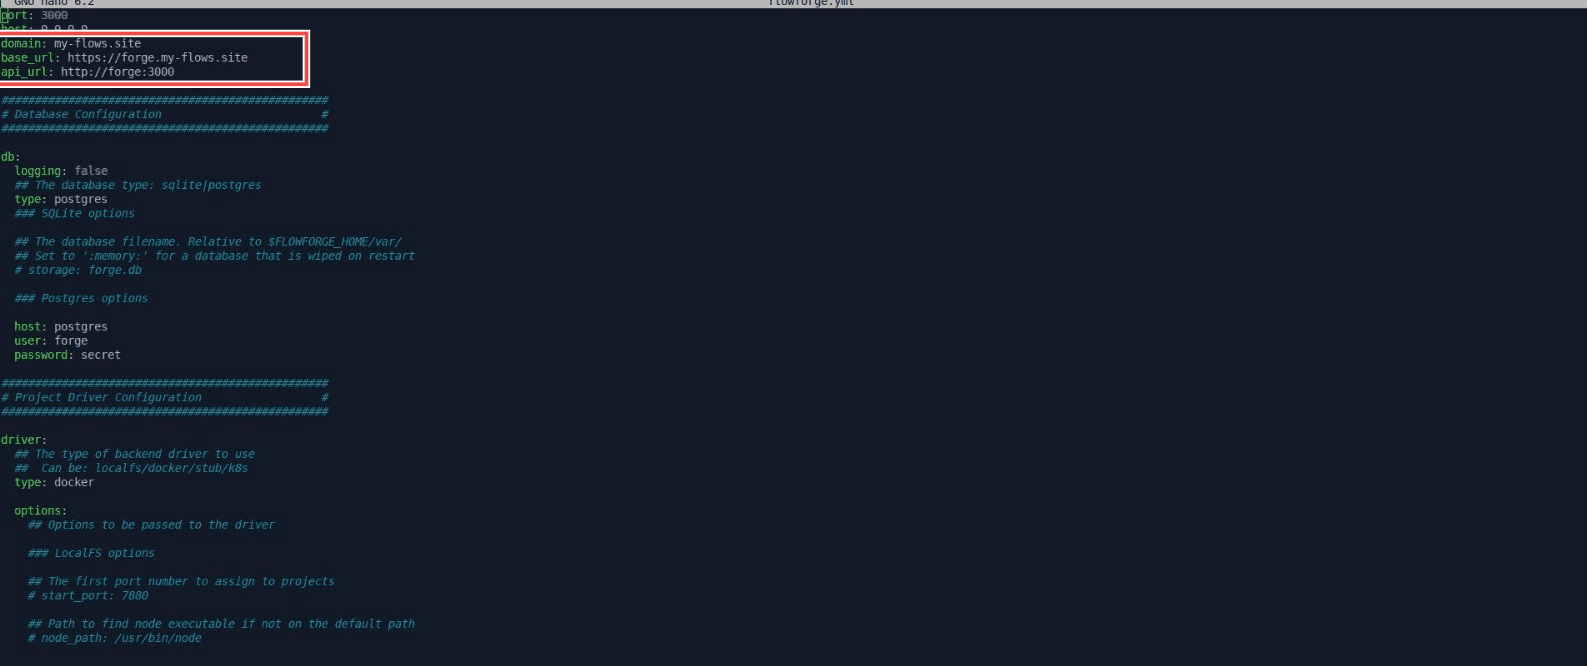 GNU nano 6.2 flowforge.yml
port: 3000
host: 0.0.0.0
domain: my-flows.site
base_url: https://forge.my-flows.site
api_url: http://forge:3000
#################################################
# Database Configuration #
#################################################
db:
logging: false
## The database type: sqlite|postgres
type: postgres
### SQLite options
## The database filename. Relative to $FLOWFORGE_HOME/var/
## Set to ':memory:' for a database that is wiped on restart
# storage: forge.db
### Postgres options
host: postgres
user: forge
password: secret
#################################################
# Project Driver Configuration #
#################################################
driver:
## The type of backend driver to use
## Can be: localfs/docker/stub/k8s
type: docker
options:
## Options to be passed to the driver
### LocalFS options
## The first port number to assign to projects
# start_port: 7880
## Path to find node executable if not on the default path
# node_path: /usr/bin/node